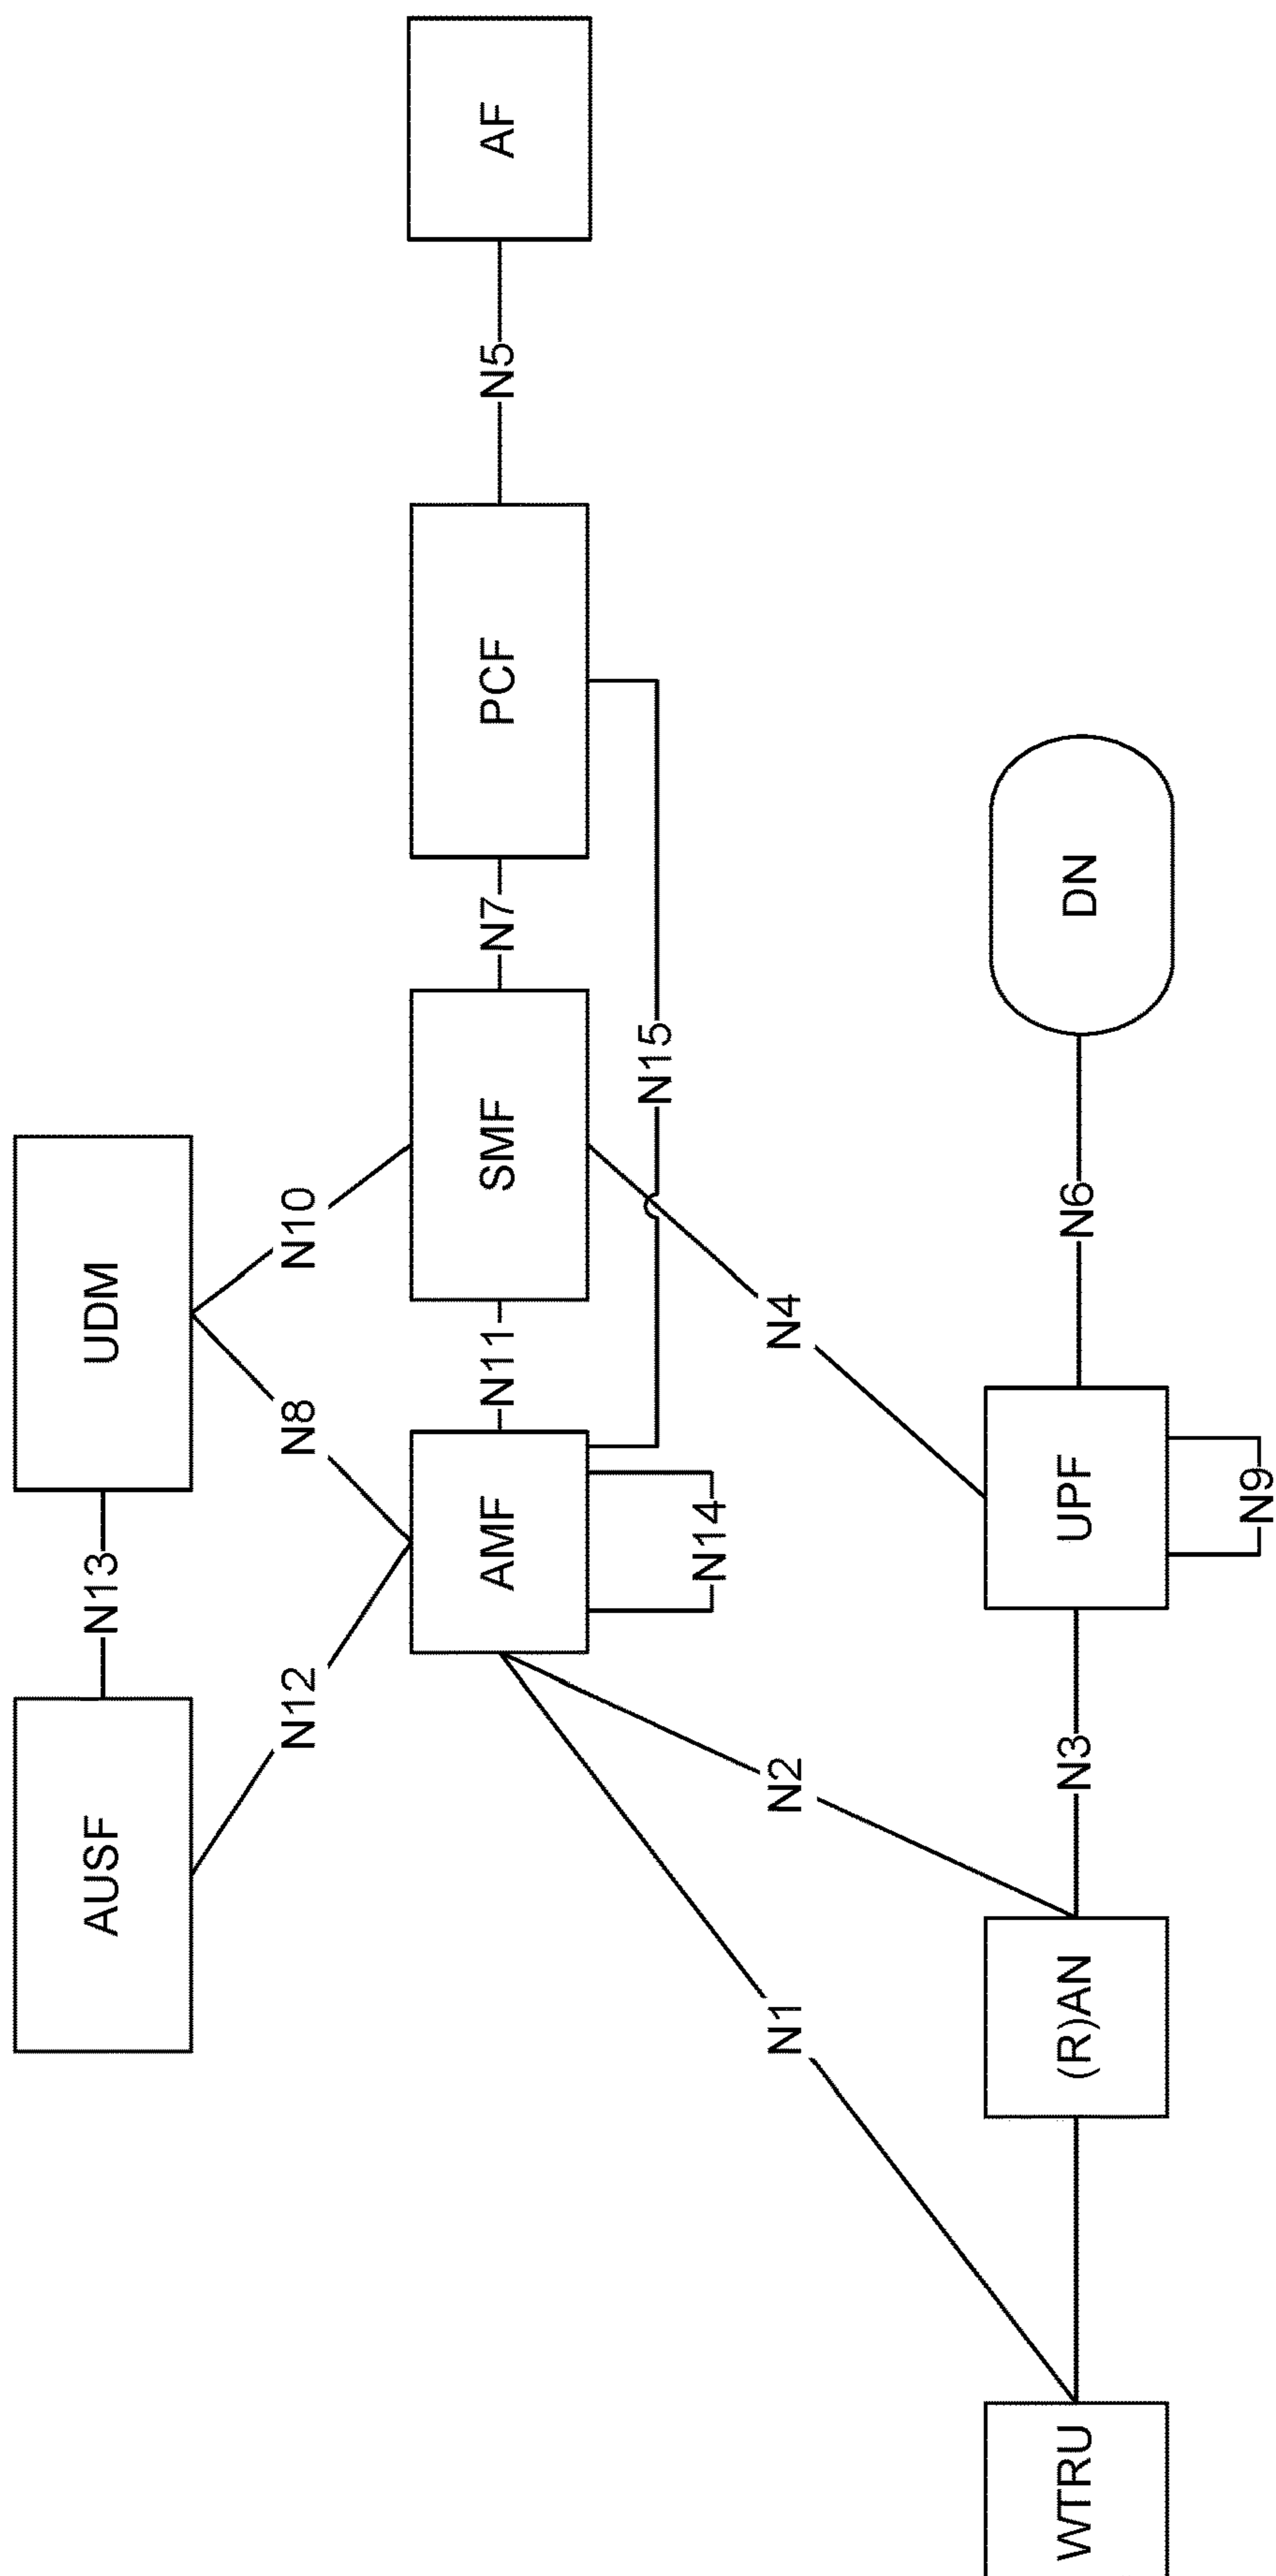 AUSF
N13
UDM
N12
N8
N10
AMF
N11
SMF
N7
PCF
N5
AF
N15
N14
N1
N2
N4
WTRU
(R)AN
N3
UPF
N6
DN
N9